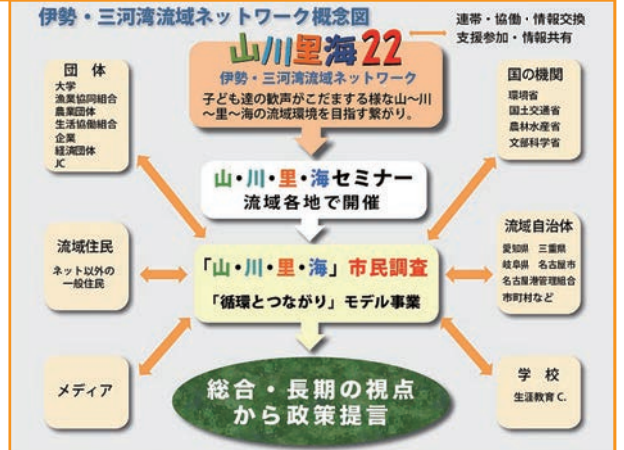 伊勢・三河湾流域ネットワーク概念図
山川里海22
伊勢・三河湾流域ネットワーク
子ども達の歓声がこだまする様な山～川
～里～海の流域環境を目指す繋がり。
連帯・協働・情報交換
支援参加・情報共有
団 体
大学
漁業協同組合
農業団体
生活協働組合
企業
経済団体
JC
国の機関
環境省
国土交通省
農林水産省
文部科学省
山・川・里・海セミナー
流域各地で開催
流域住民
ネット以外の
一般住民
「山・川・里・海」市民調査
「循環とつながり」モデル事業
流域自治体
愛知県 三重県
岐阜県 名古屋市
名古屋港管理組合
市町村など
メディア
総合・長期の視点
から政策提言
学 校
生涯教育C.